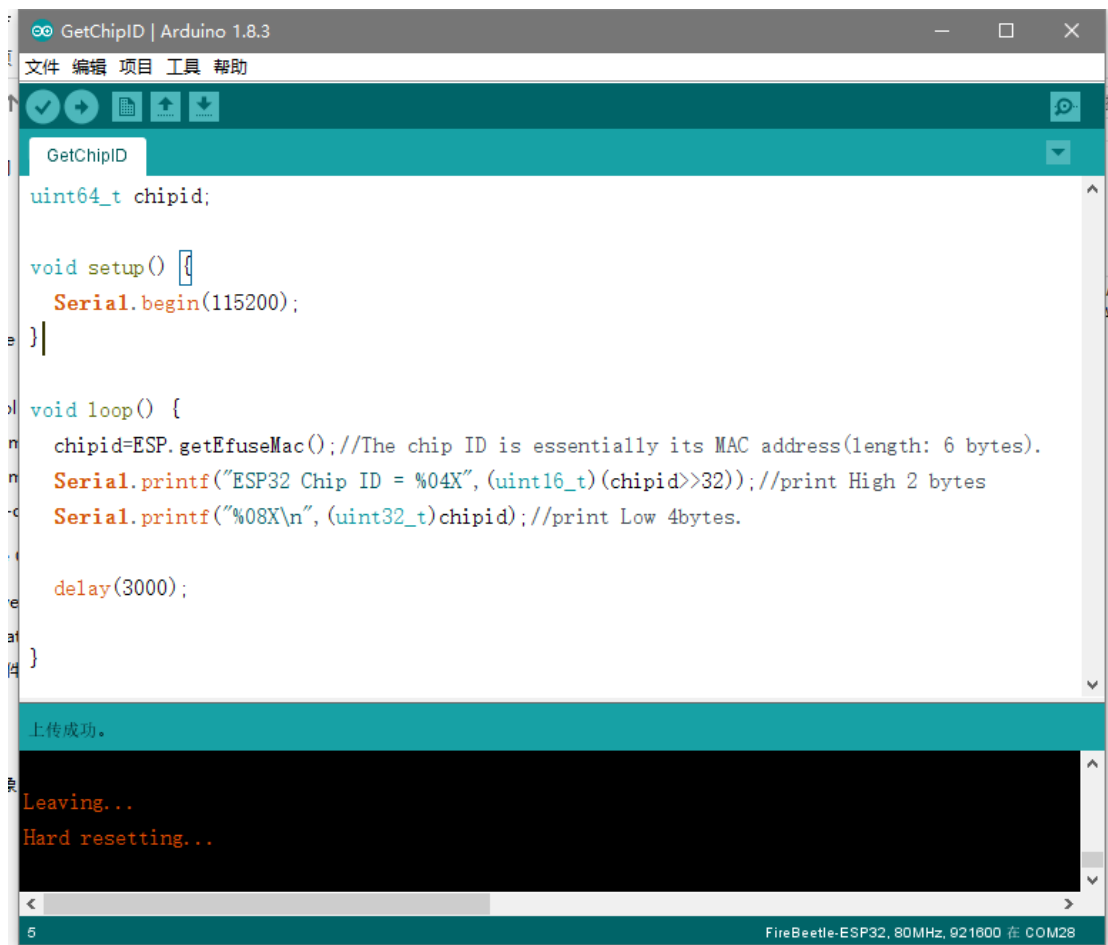 GetChipID | Arduino 1.8.3
文件 编辑 项目 工具 帮助
GetChipID
uint64_t chipid;
void setup() {
Serial.begin(115200);
}
void loop() {
chipid=ESP.getEfuseMac();//The chip ID is essentially its MAC address(length: 6 bytes).
Serial.printf("ESP32 Chip ID = %04X",(uint16_t)(chipid>>32));//print High 2 bytes
Serial.printf("%08X\n",(uint32_t)chipid);//print Low 4bytes.
delay(3000);
}
上传成功。
Leaving...
Hard resetting...
5
FireBeetle-ESP32, 80MHz, 921600 在 COM28